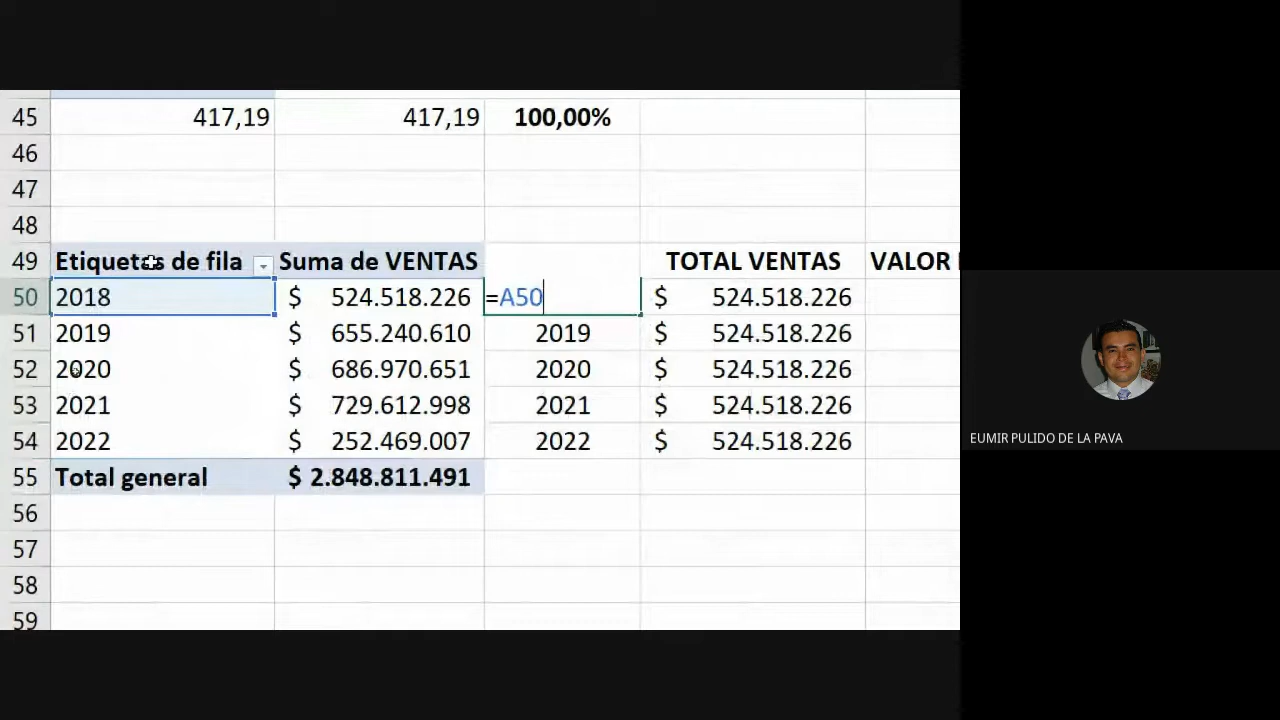 45 417,19 417,19 100,00%
46
47
48
49 Etiquetas de fila Suma de VENTAS TOTAL VENTAS VALOR
50 2018 $ 524.518.226 =A50 $ 524.518.226
51 2019 $ 655.240.610 2019 $ 524.518.226
52 2020 $ 686.970.651 2020 $ 524.518.226
53 2021 $ 729.612.998 2021 $ 524.518.226
54 2022 $ 252.469.007 2022 $ 524.518.226
55 Total general $ 2.848.811.491
56
57
58
59
EUMIR PULIDO DE LA PAVA